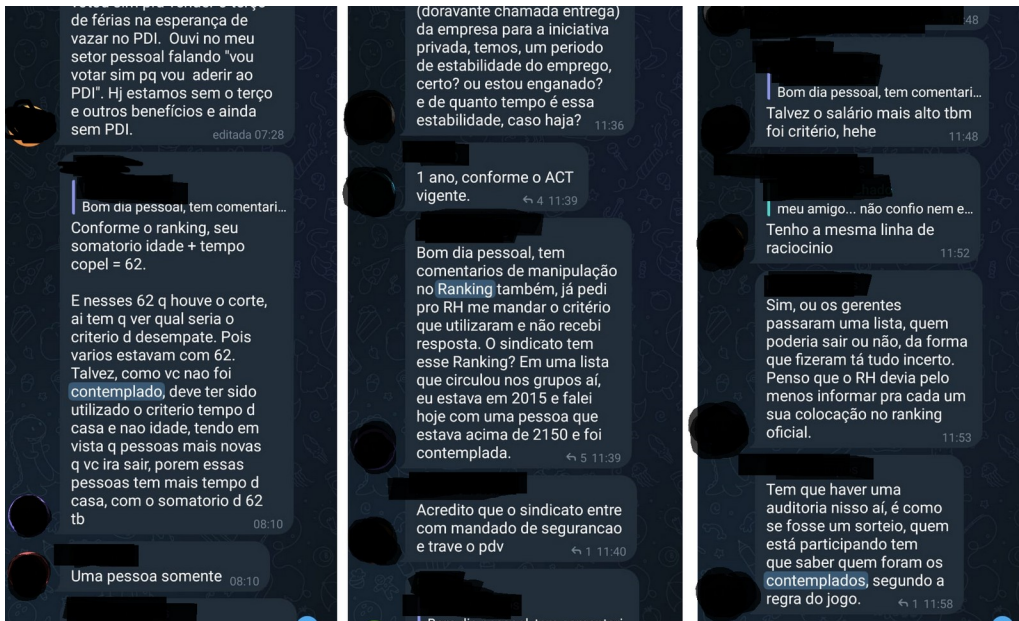 de férias na esperança de
vazar no PDI. Ouvi no meu
setor pessoal falando "vou
votar sim pq vou aderir ao
PDI". Hj estamos sem o terço
e outros benefícios e ainda
sem PDI.
editada 07:28
Bom dia pessoal, tem comentari...
Conforme o ranking, seu
somatorio idade + tempo
copel = 62.
E nesses 62 q houve o corte,
ai tem q ver qual seria o
criterio d desempate. Pois
varios estavam com 62.
Talvez, como vc nao foi
contemplado, deve ter sido
utilizado o criterio tempo d
casa e nao idade, tendo em
vista q pessoas mais novas
q vc ira sair, porem essas
pessoas tem mais tempo d
casa, com o somatorio d 62
tb
08:10
Uma pessoa somente 08:10
(doravante chamada entrega)
da empresa para a iniciativa
privada, temos, um periodo
de estabilidade do emprego,
certo? ou estou enganado?
e de quanto tempo é essa
estabilidade, caso haja?
11:36
1 ano, conforme o ACT
vigente.
4 11:39
Bom dia pessoal, tem
comentarios de manipulação
no Ranking também, já pedi
pro RH me mandar o critério
que utilizaram e não recebi
resposta. O sindicato tem
esse Ranking? Em uma lista
que circulou nos grupos aí,
eu estava em 2015 e falei
hoje com uma pessoa que
estava acima de 2150 e foi
contemplada.
5 11:39
Acredito que o sindicato entre
com mandado de segurancao
e trave o pdv
1 11:40
:48
Bom dia pessoal, tem comentari...
Talvez o salário mais alto tbm
foi critério, hehe
11:48
meu amigo... não confio nem e...
Tenho a mesma linha de
raciocinio
11:52
Sim, ou os gerentes
passaram uma lista, quem
poderia sair ou não, da forma
que fizeram tá tudo incerto.
Penso que o RH devia pelo
menos informar pra cada um
sua colocação no ranking
oficial.
11:53
Tem que haver uma
auditoria nisso aí, é como
se fosse um sorteio, quem
está participando tem
que saber quem foram os
contemplados, segundo a
regra do jogo.
1 11:58